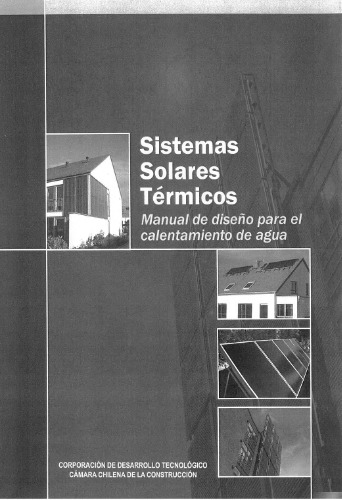 Sistemas
Solares
Térmicos
Manual de diseño para el
calentamiento de agua
CORPORACIÓN DE DESARROLLO TECNOLÓGICO
CÁMARA CHILENA DE LA CONSTRUCCIÓN